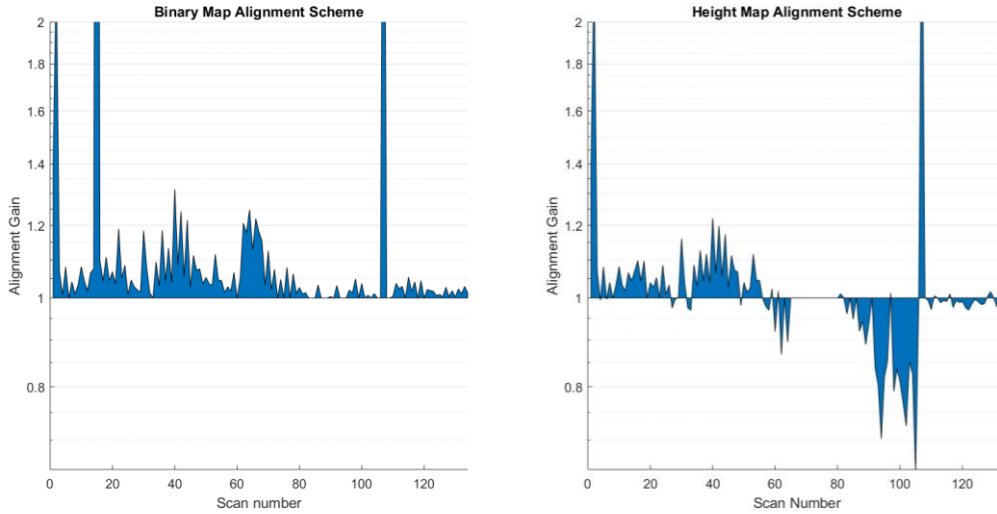 Binary Map Alignment Scheme
2
1.8
1.6
1.4
1.2
1
0.8
Alignment Gain
0 20 40 60 80 100 120
Scan number
Height Map Alignment Scheme
2
1.8
1.6
1.4
1.2
1
0.8
Alignment Gain
0 20 40 60 80 100 120
Scan Number